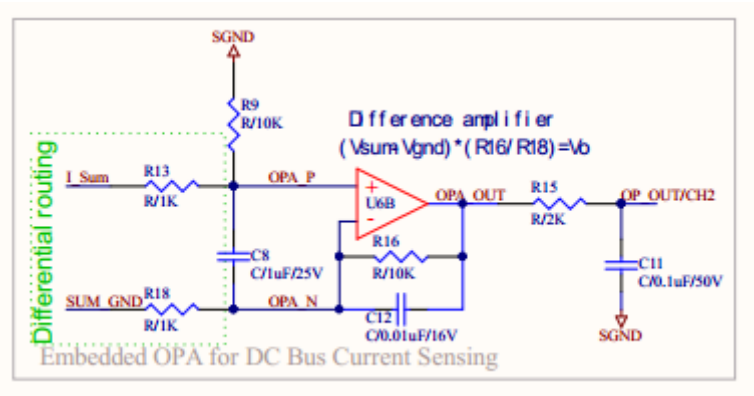 SGND
R9
R/10K
Difference amplifier
(Vsum-Vgnd)*(R16/R18)=Vo
Differential routing
I_Sum
R13
R/1K
OPA_P
+
U6B
-
OPA_OUT
R15
R/2K
OP_OUT/CH2
C8
C/1uF/25V
R16
R/10K
C11
C/0.1uF/50V
SUM_GND
R18
R/1K
OPA_N
C12
C/0.01uF/16V
SGND
Embedded OPA for DC Bus Current Sensing